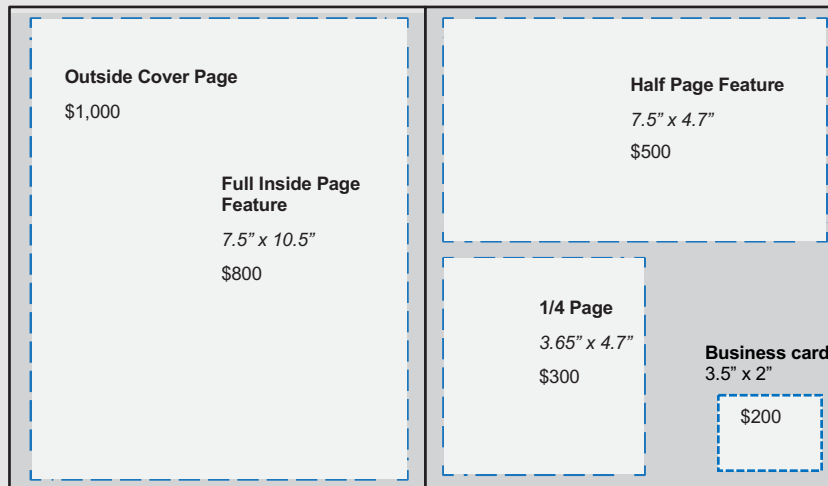 Outside Cover Page
$1,000
Full Inside Page
Feature
7.5” x 10.5”
$800
Half Page Feature
7.5” x 4.7”
$500
1/4 Page
3.65” x 4.7”
$300
Business card
3.5” x 2”
$200